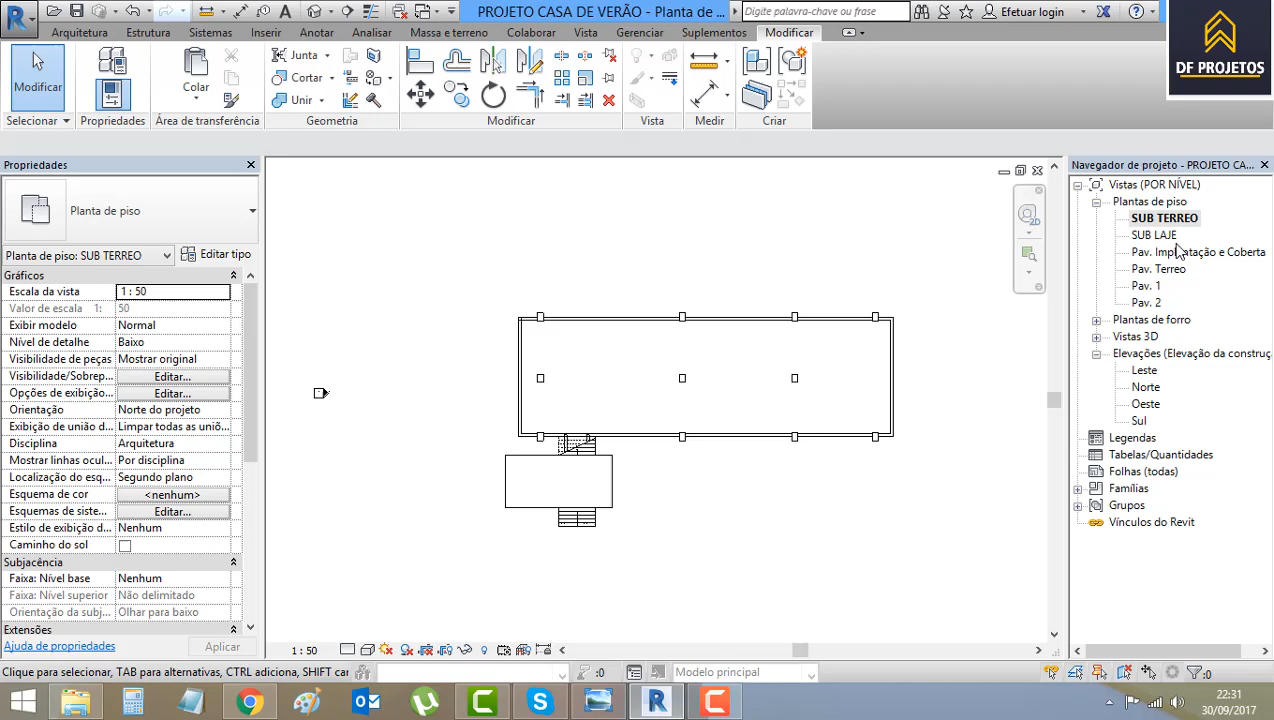 PROJETO CASA DE VERÃO - Planta de ...
Digite palavra-chave ou frase
Efetuar login
Arquitetura
Estrutura
Sistemas
Inserir
Anotar
Analisar
Massa e terreno
Colaborar
Vista
Gerenciar
Suplementos
Modificar
Modificar
Colar
Junta
Cortar
Unir
Selecionar
Propriedades
Área de transferência
Geometria
Modificar
Vista
Medir
Criar
DF PROJETOS
Propriedades
Planta de piso
Planta de piso: SUB TERREO
Editar tipo
Gráficos
Escala da vista 1 : 50
Valor de escala 1: 50
Exibir modelo Normal
Nível de detalhe Baixo
Visibilidade de peças Mostrar original
Visibilidade/Sobrep... Editar...
Opções de exibição... Editar...
Orientação Norte do projeto
Exibição de união d... Limpar todas as uniõ...
Disciplina Arquitetura
Mostrar linhas ocul... Por disciplina
Localização do esq... Segundo plano
Esquema de cor <nenhum>
Esquemas de siste... Editar...
Estilo de exibição d... Nenhum
Caminho do sol
Subjacência
Faixa: Nível base Nenhum
Faixa: Nível superior Não delimitado
Orientação da subj... Olhar para baixo
Extensões
Ajuda de propriedades
Aplicar
2D
1 : 50
Navegador de projeto - PROJETO CA...
Vistas (POR NÍVEL)
Plantas de piso
SUB TERREO
SUB LAJE
Pav. Implantação e Coberta
Pav. Terreo
Pav. 1
Pav. 2
Plantas de forro
Vistas 3D
Elevações (Elevação da construç
Leste
Norte
Oeste
Sul
Legendas
Tabelas/Quantidades
Folhas (todas)
Famílias
Grupos
Vínculos do Revit
Clique para selecionar, TAB para alternativas, CTRL adiciona, SHIFT car
:0
Modelo principal
:0
22:31
30/09/2017